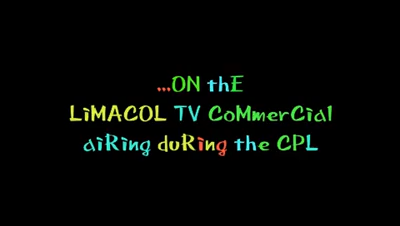 ...ON thE
LiMACOL TV CoMmerCial
aiRing duRing the CPL